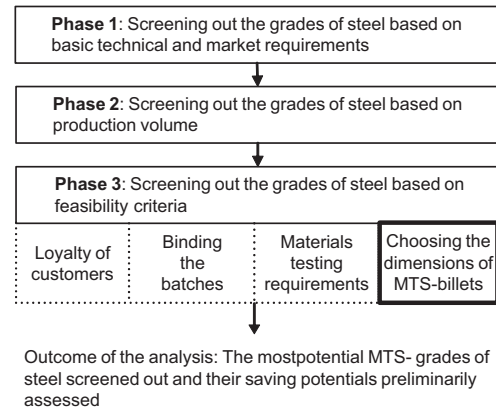 Phase 1: Screening out the grades of steel based on
basic technical and market requirements
Phase 2: Screening out the grades of steel based on
production volume
Phase 3: Screening out the grades of steel based on
feasibility criteria
Loyalty of
customers
Binding
the
batches
Materials
testing
requirements
Choosing the
dimensions of
MTS-billets
Outcome of the analysis: The mostpotential MTS- grades of
steel screened out and their saving potentials preliminarily
assessed